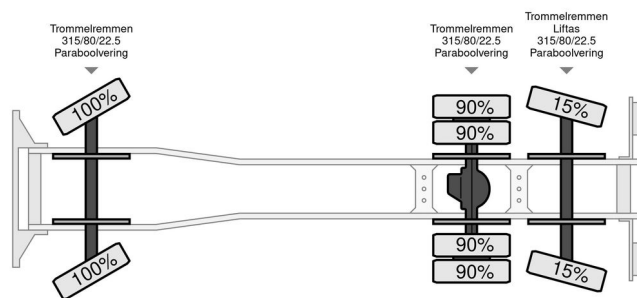 Trommelremmen
315/80/22.5
Paraboolvering
Trommelremmen
315/80/22.5
Paraboolvering
Trommelremmen
Liftas
315/80/22.5
Paraboolvering
100%
90%
90%
15%
100%
90%
90%
15%